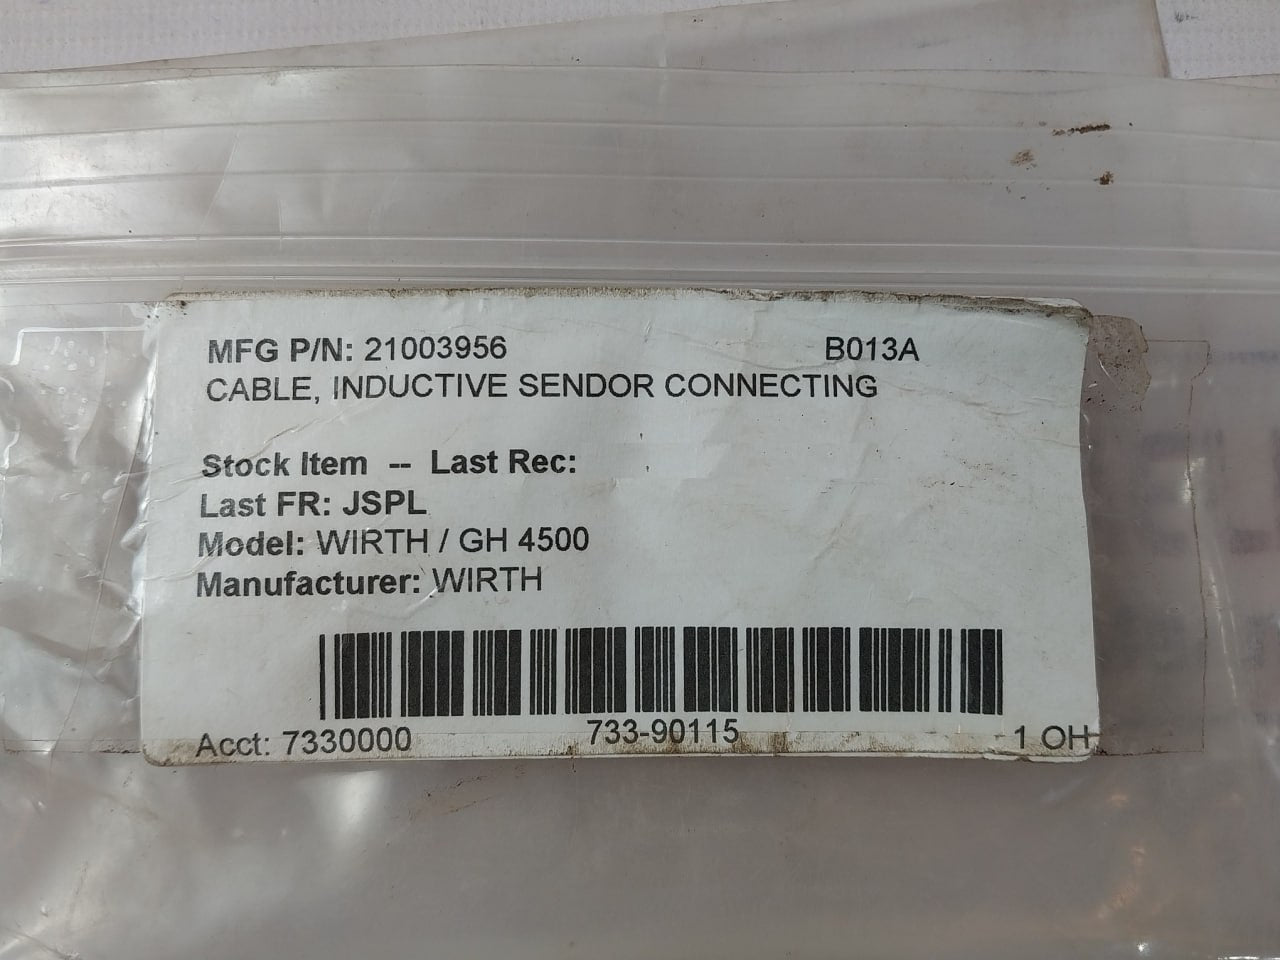 MFG P/N: 21003956 B013A
CABLE, INDUCTIVE SENDOR CONNECTING
Stock Item -- Last Rec:
Last FR: JSPL
Model: WIRTH / GH 4500
Manufacturer: WIRTH
733-90115
Acct: 7330000 1 OH